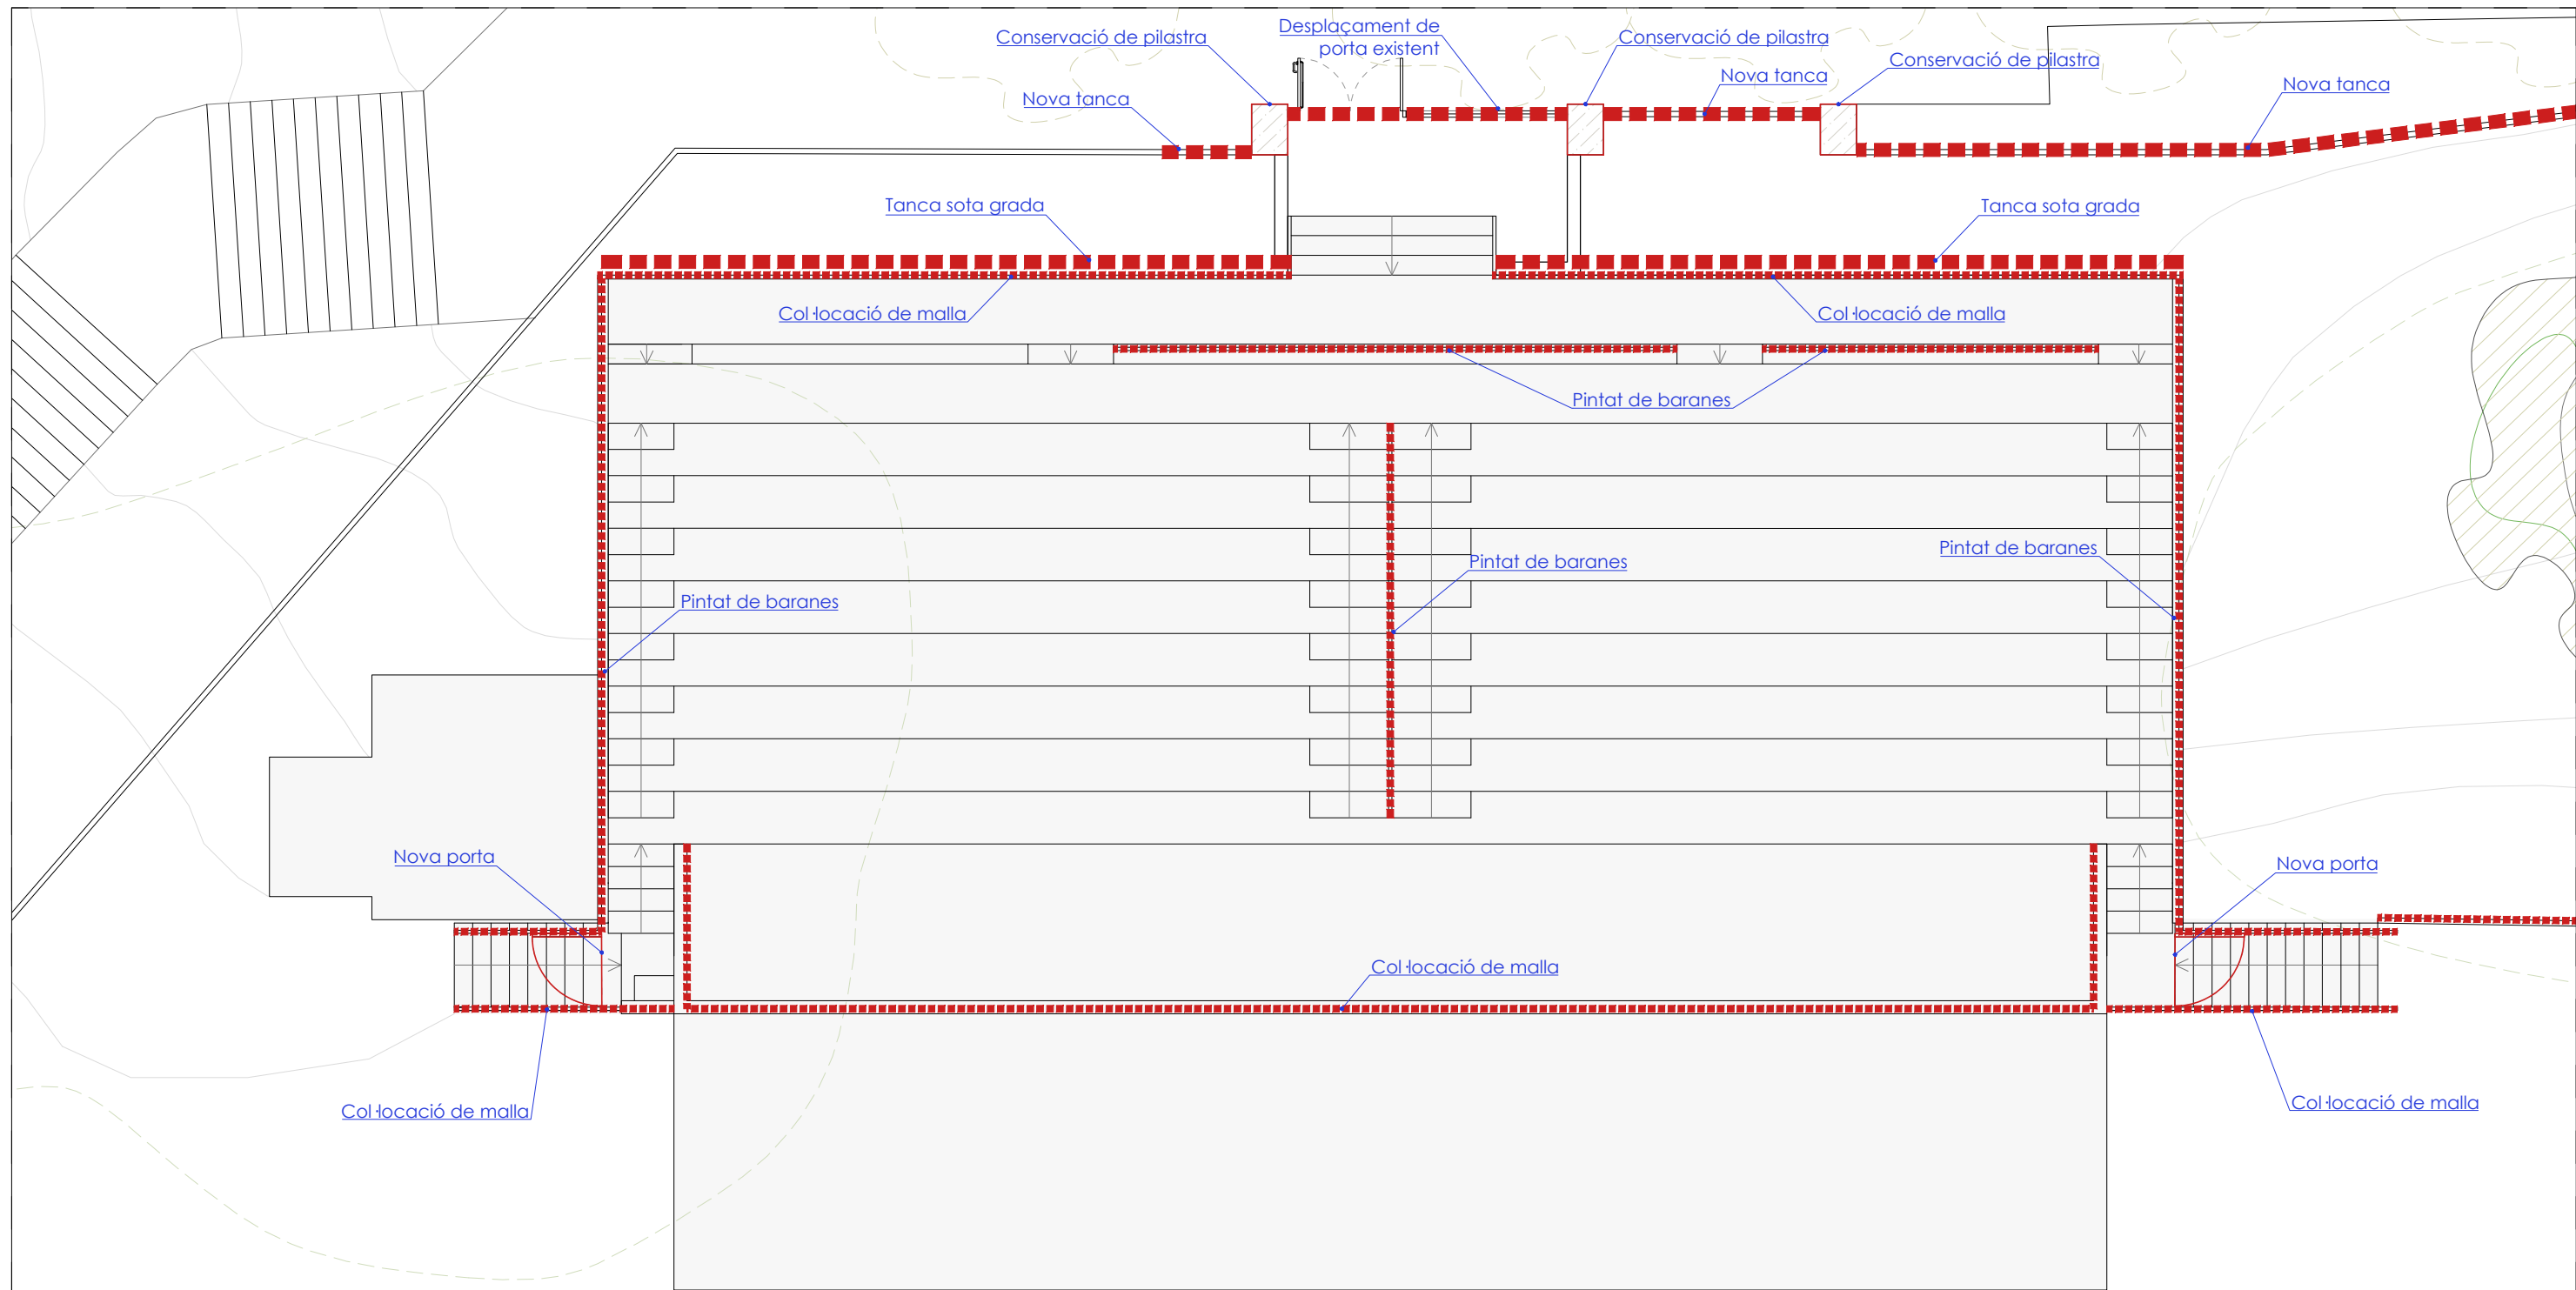 Conservació de pilastra
Desplaçament de
porta existent
Conservació de pilastra
Conservació de pilastra
Nova tanca
Nova tanca
Nova tanca
Tanca sota grada
Tanca sota grada
Col·locació de malla
Col·locació de malla
Pintat de baranes
Pintat de baranes
Pintat de baranes
Pintat de baranes
Nova porta
Nova porta
Col·locació de malla
Col·locació de malla
Col·locació de malla